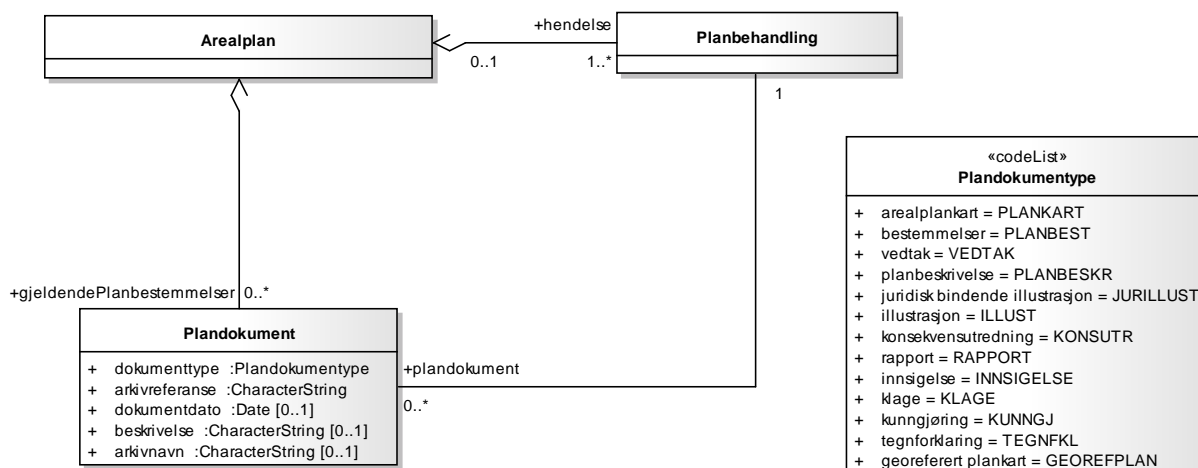 Arealplan
+hendelse
0..1
1..*
Planbehandling
1
«codeList»
Plandokumentype
+ arealplankart = PLANKART
+ bestemmelser = PLANBEST
+ vedtak = VEDTAK
+ planbeskrivelse = PLANBESKR
+ juridisk bindende illustrasjon = JURILLUST
+ illustrasjon = ILLUST
+ konsekvensutredning = KONSUTR
+ rapport = RAPPORT
+ innsigelse = INNSIGELSE
+ klage = KLAGE
+ kunngjøring = KUNNGJ
+ tegnforklaring = TEGNFKL
+ georeferert plankart = GEOREFPLAN
+gjeldendePlanbestemmelser 0..*
Plandokument
+ dokumenttype :Plandokumentype
+ arkivreferanse :CharacterString
+ dokumentdato :Date [0..1]
+ beskrivelse :CharacterString [0..1]
+ arkivnavn :CharacterString [0..1]
+plandokument
0..*